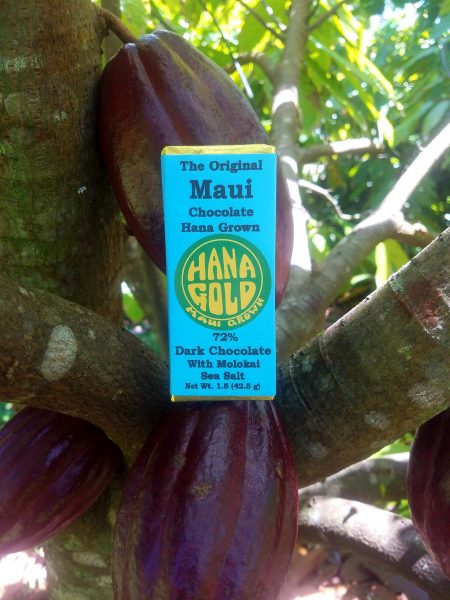 The Original
Maui
Chocolate
Hana Grown
HANA
GOLD
MAUI GROWN
72%
Dark Chocolate
With Molokai
Sea Salt
Net Wt. 1.5 (42.5 g)